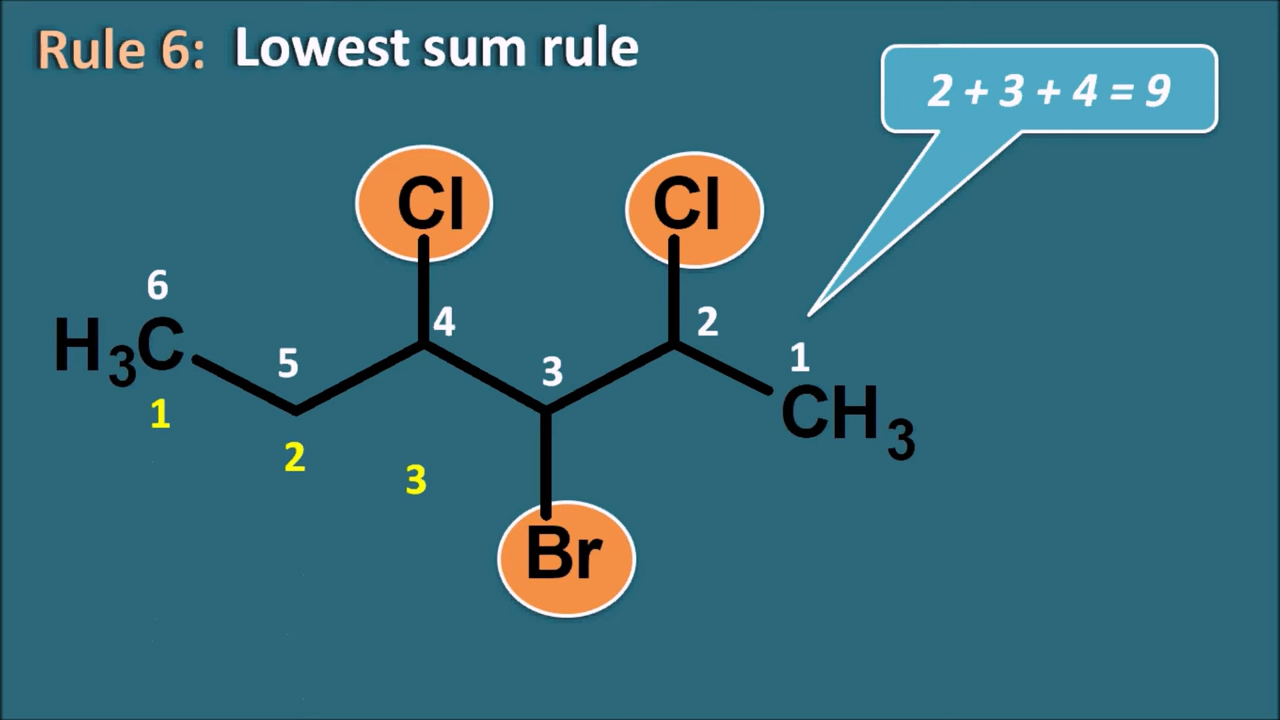 Rule 6: Lowest sum rule
2 + 3 + 4 = 9
Cl
Cl
6
4
2
H3C
5
3
1
1
CH3
2
3
Br